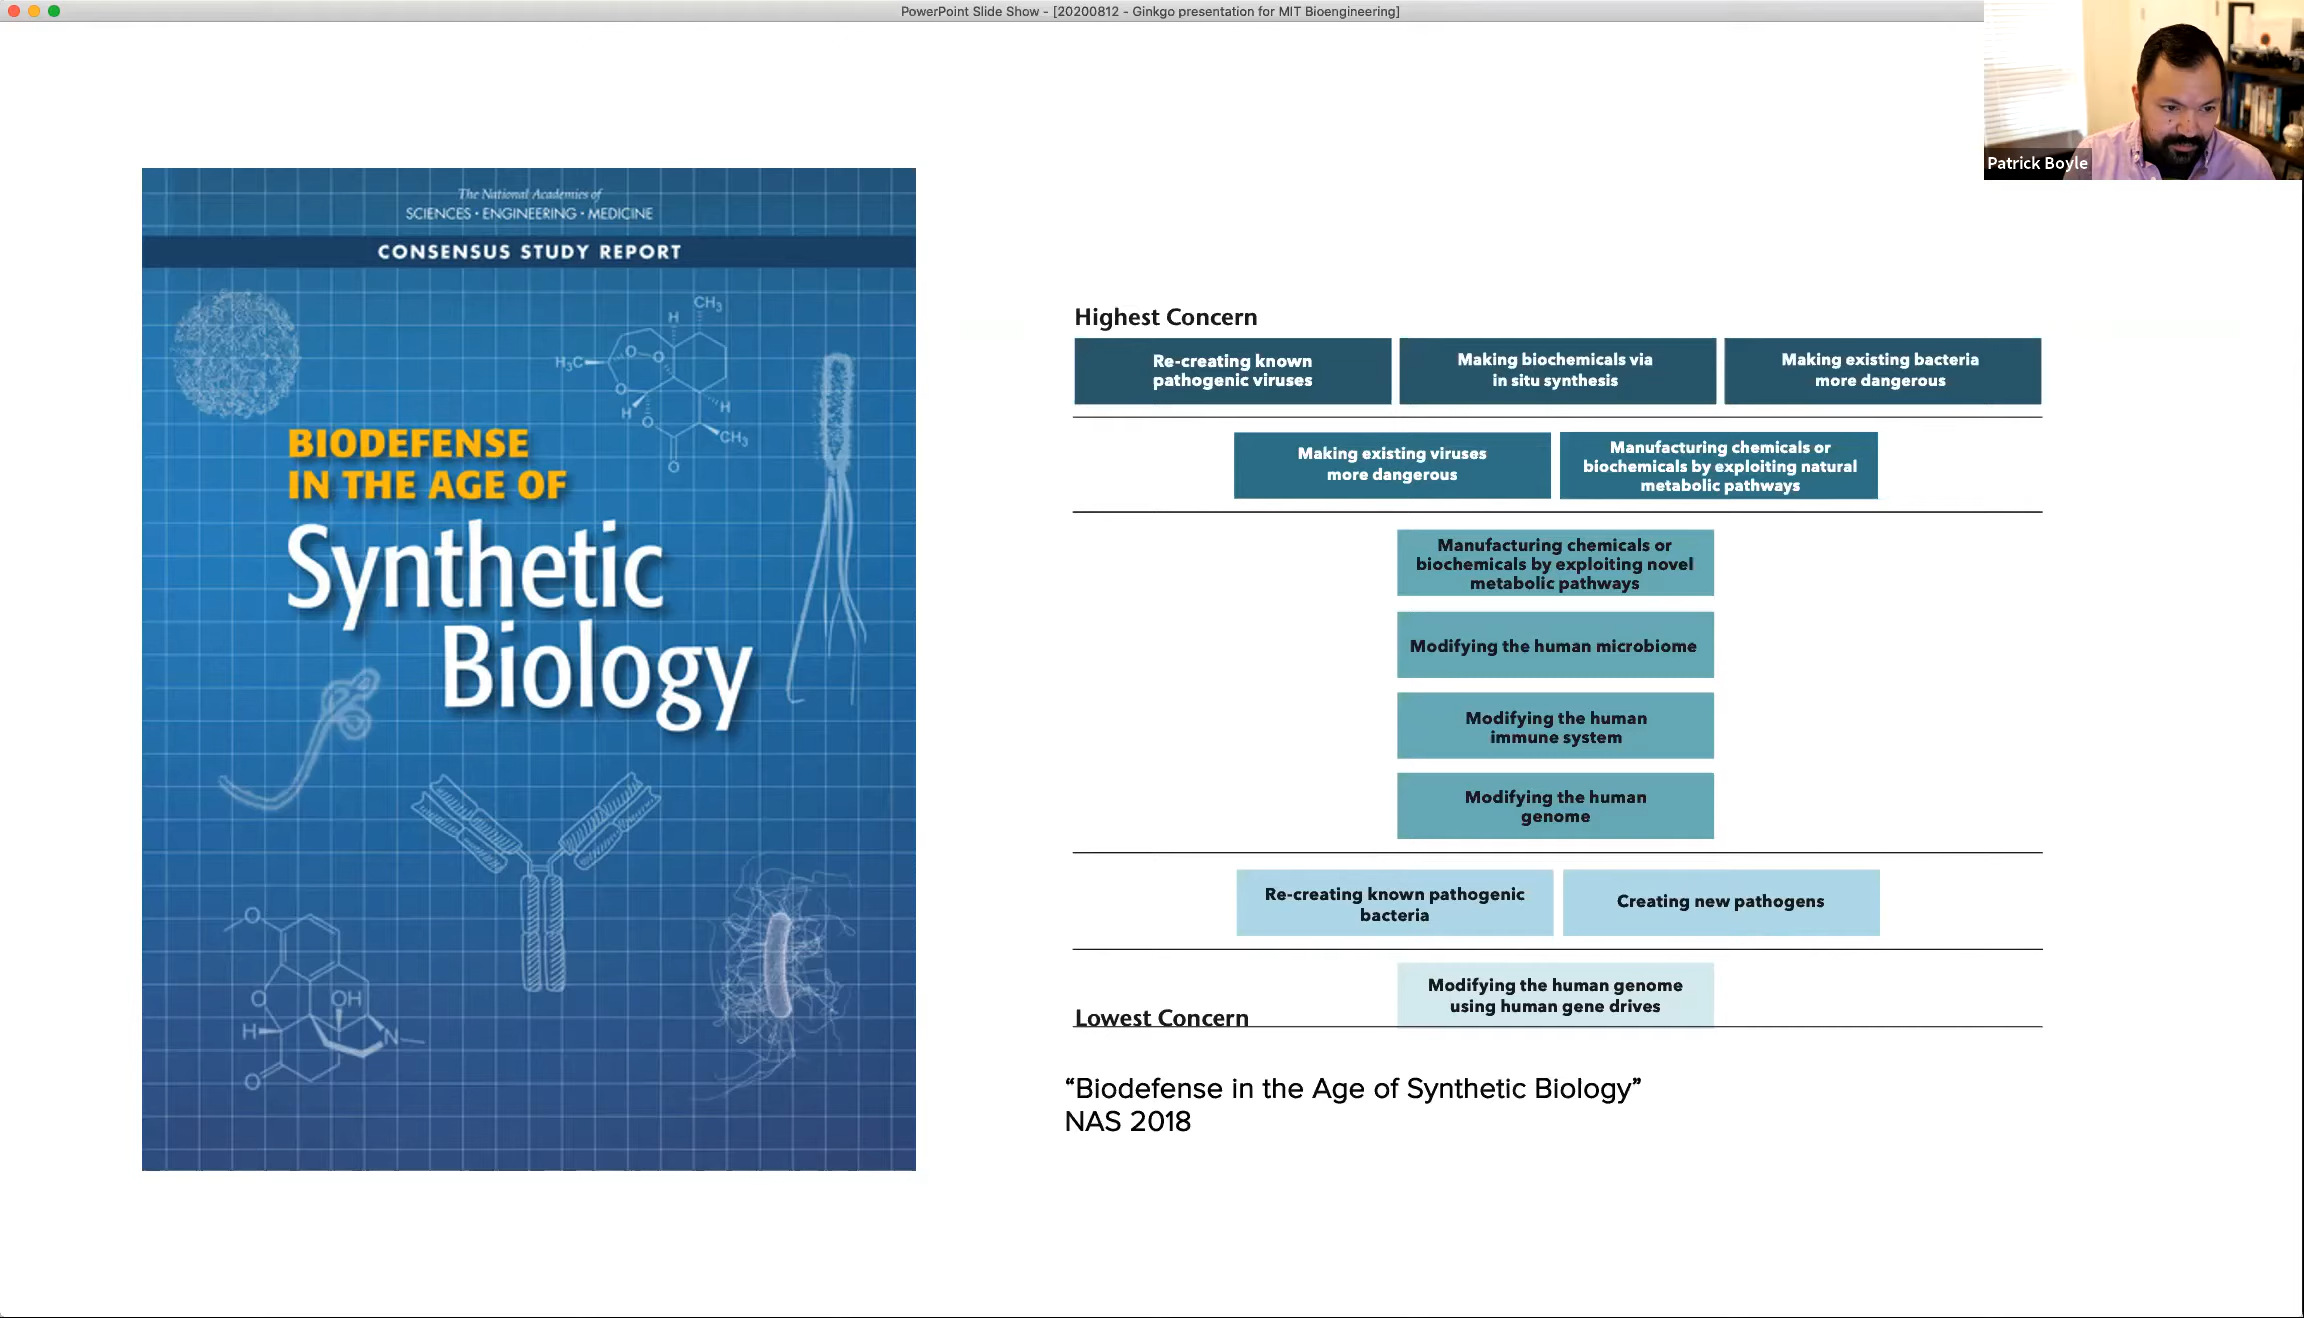 PowerPoint Slide Show - [20200812 - Ginkgo presentation for MIT Bioengineering]
Patrick Boyle
The National Academies of
SCIENCES • ENGINEERING • MEDICINE
CONSENSUS STUDY REPORT
CH3
H
O
O
H3C
O
H
H
O
CH3
O
BIODEFENSE
IN THE AGE OF
Synthetic
Biology
O
O
OH
H
N
O
Highest Concern
Re-creating known
pathogenic viruses
Making biochemicals via
in situ synthesis
Making existing bacteria
more dangerous
Making existing viruses
more dangerous
Manufacturing chemicals or
biochemicals by exploiting natural
metabolic pathways
Manufacturing chemicals or
biochemicals by exploiting novel
metabolic pathways
Modifying the human microbiome
Modifying the human
immune system
Modifying the human
genome
Re-creating known pathogenic
bacteria
Creating new pathogens
Modifying the human genome
using human gene drives
Lowest Concern
“Biodefense in the Age of Synthetic Biology”
NAS 2018